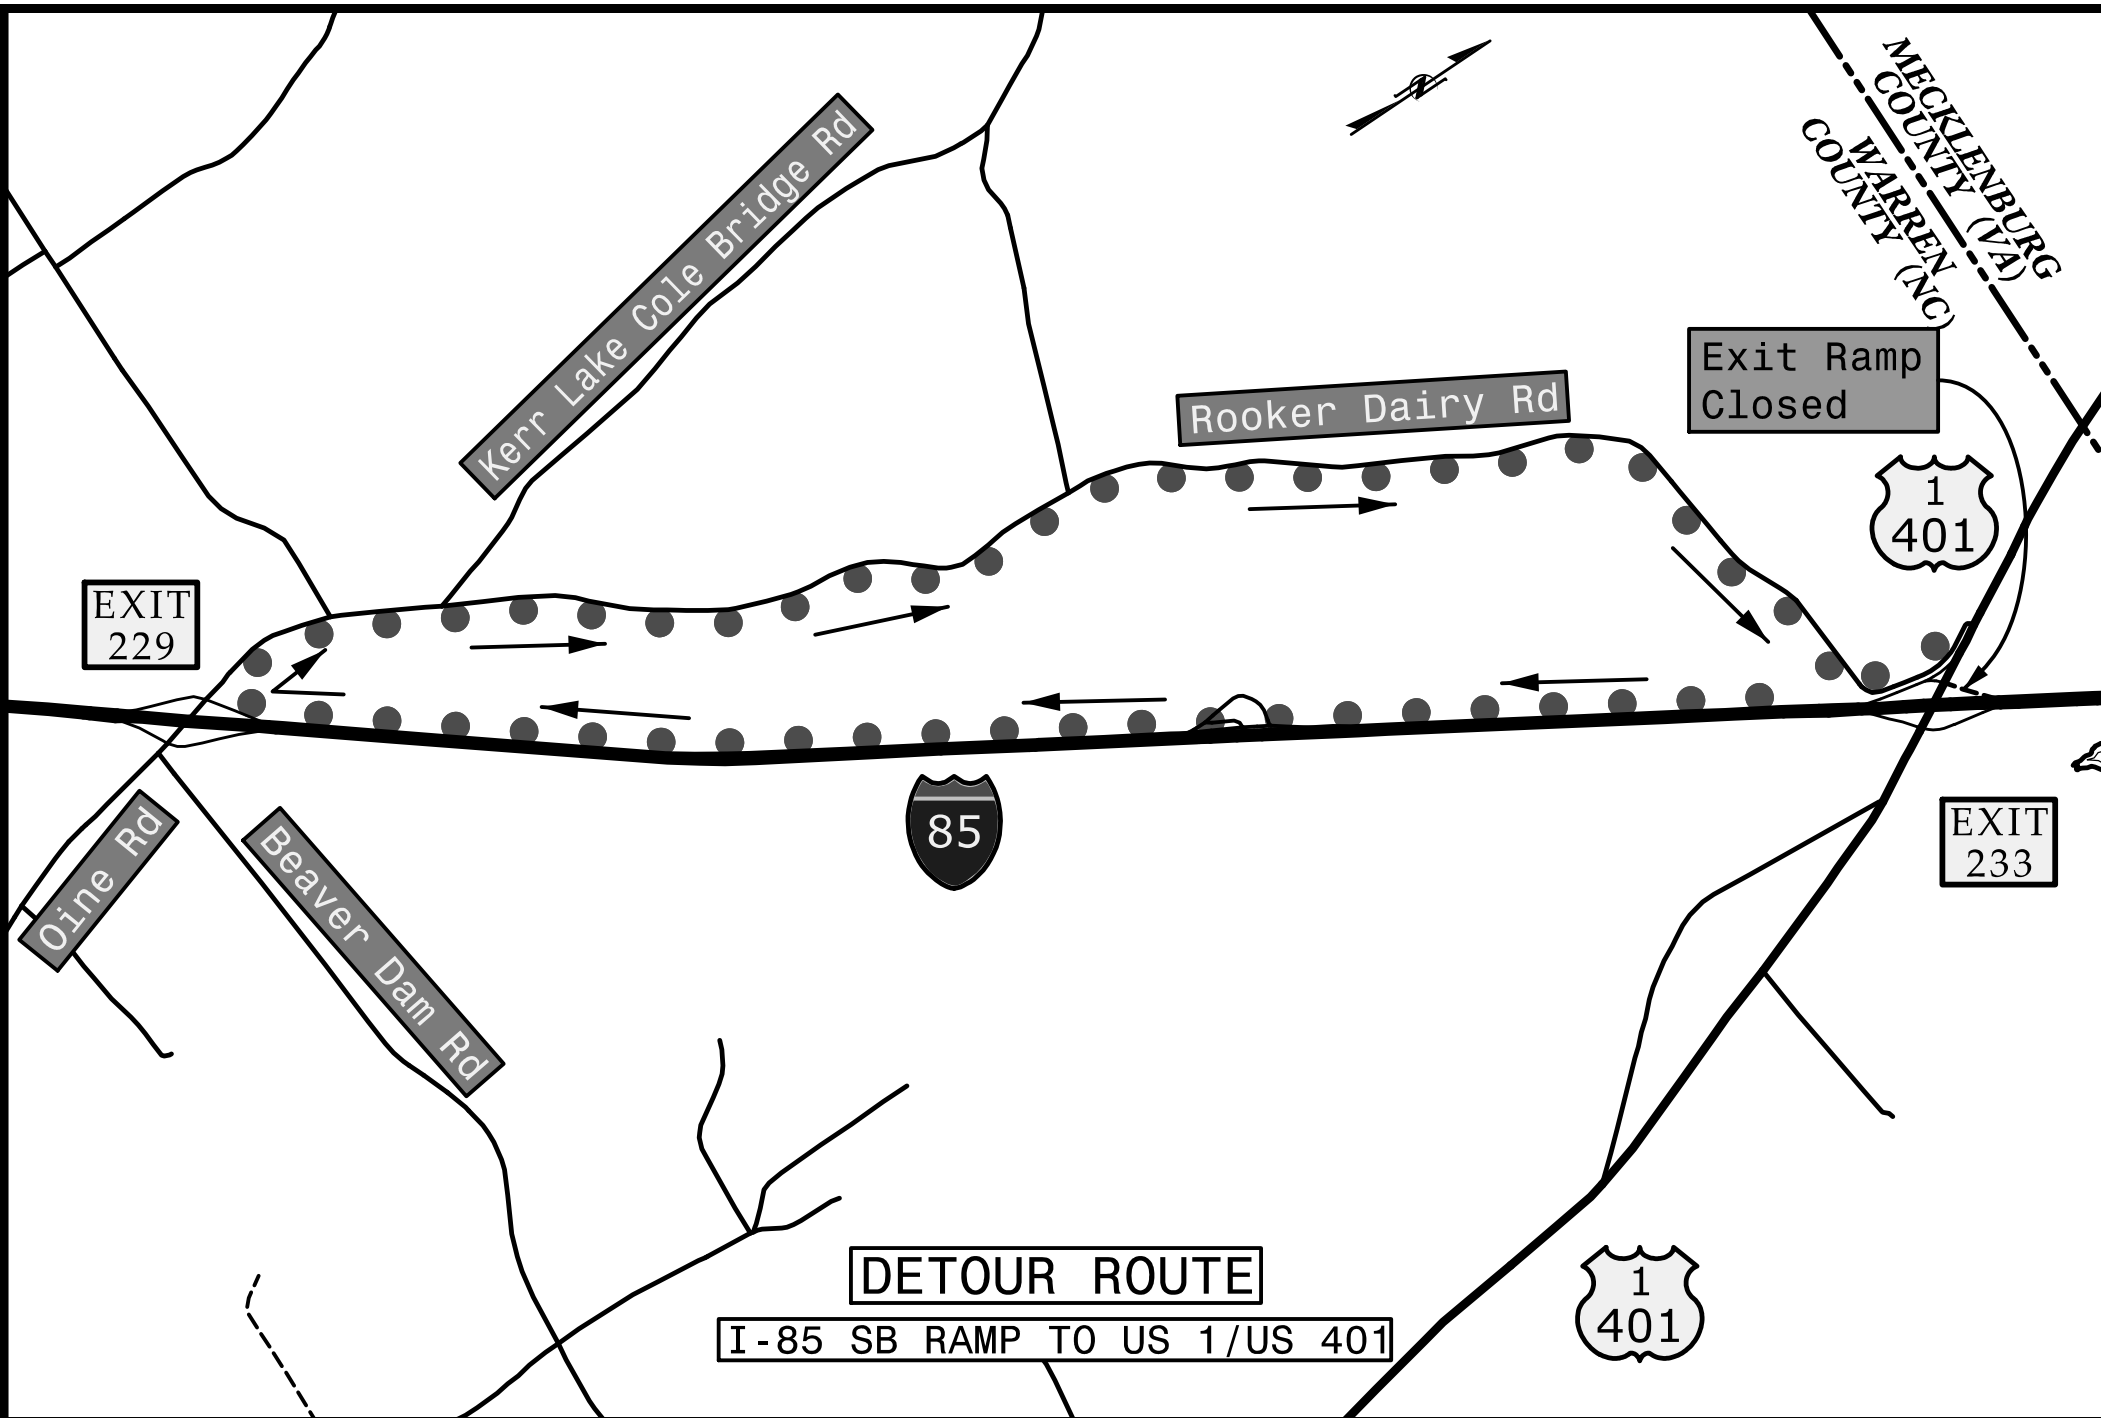 N
MECKLENBURG
COUNTY (VA)
WARREN
COUNTY (NC)
Kerr Lake Cole Bridge Rd
Exit Ramp
Closed
Rooker Dairy Rd
1
401
EXIT
229
85
EXIT
233
Oine Rd
Beaver Dam Rd
DETOUR ROUTE
I-85 SB RAMP TO US 1/US 401
1
401